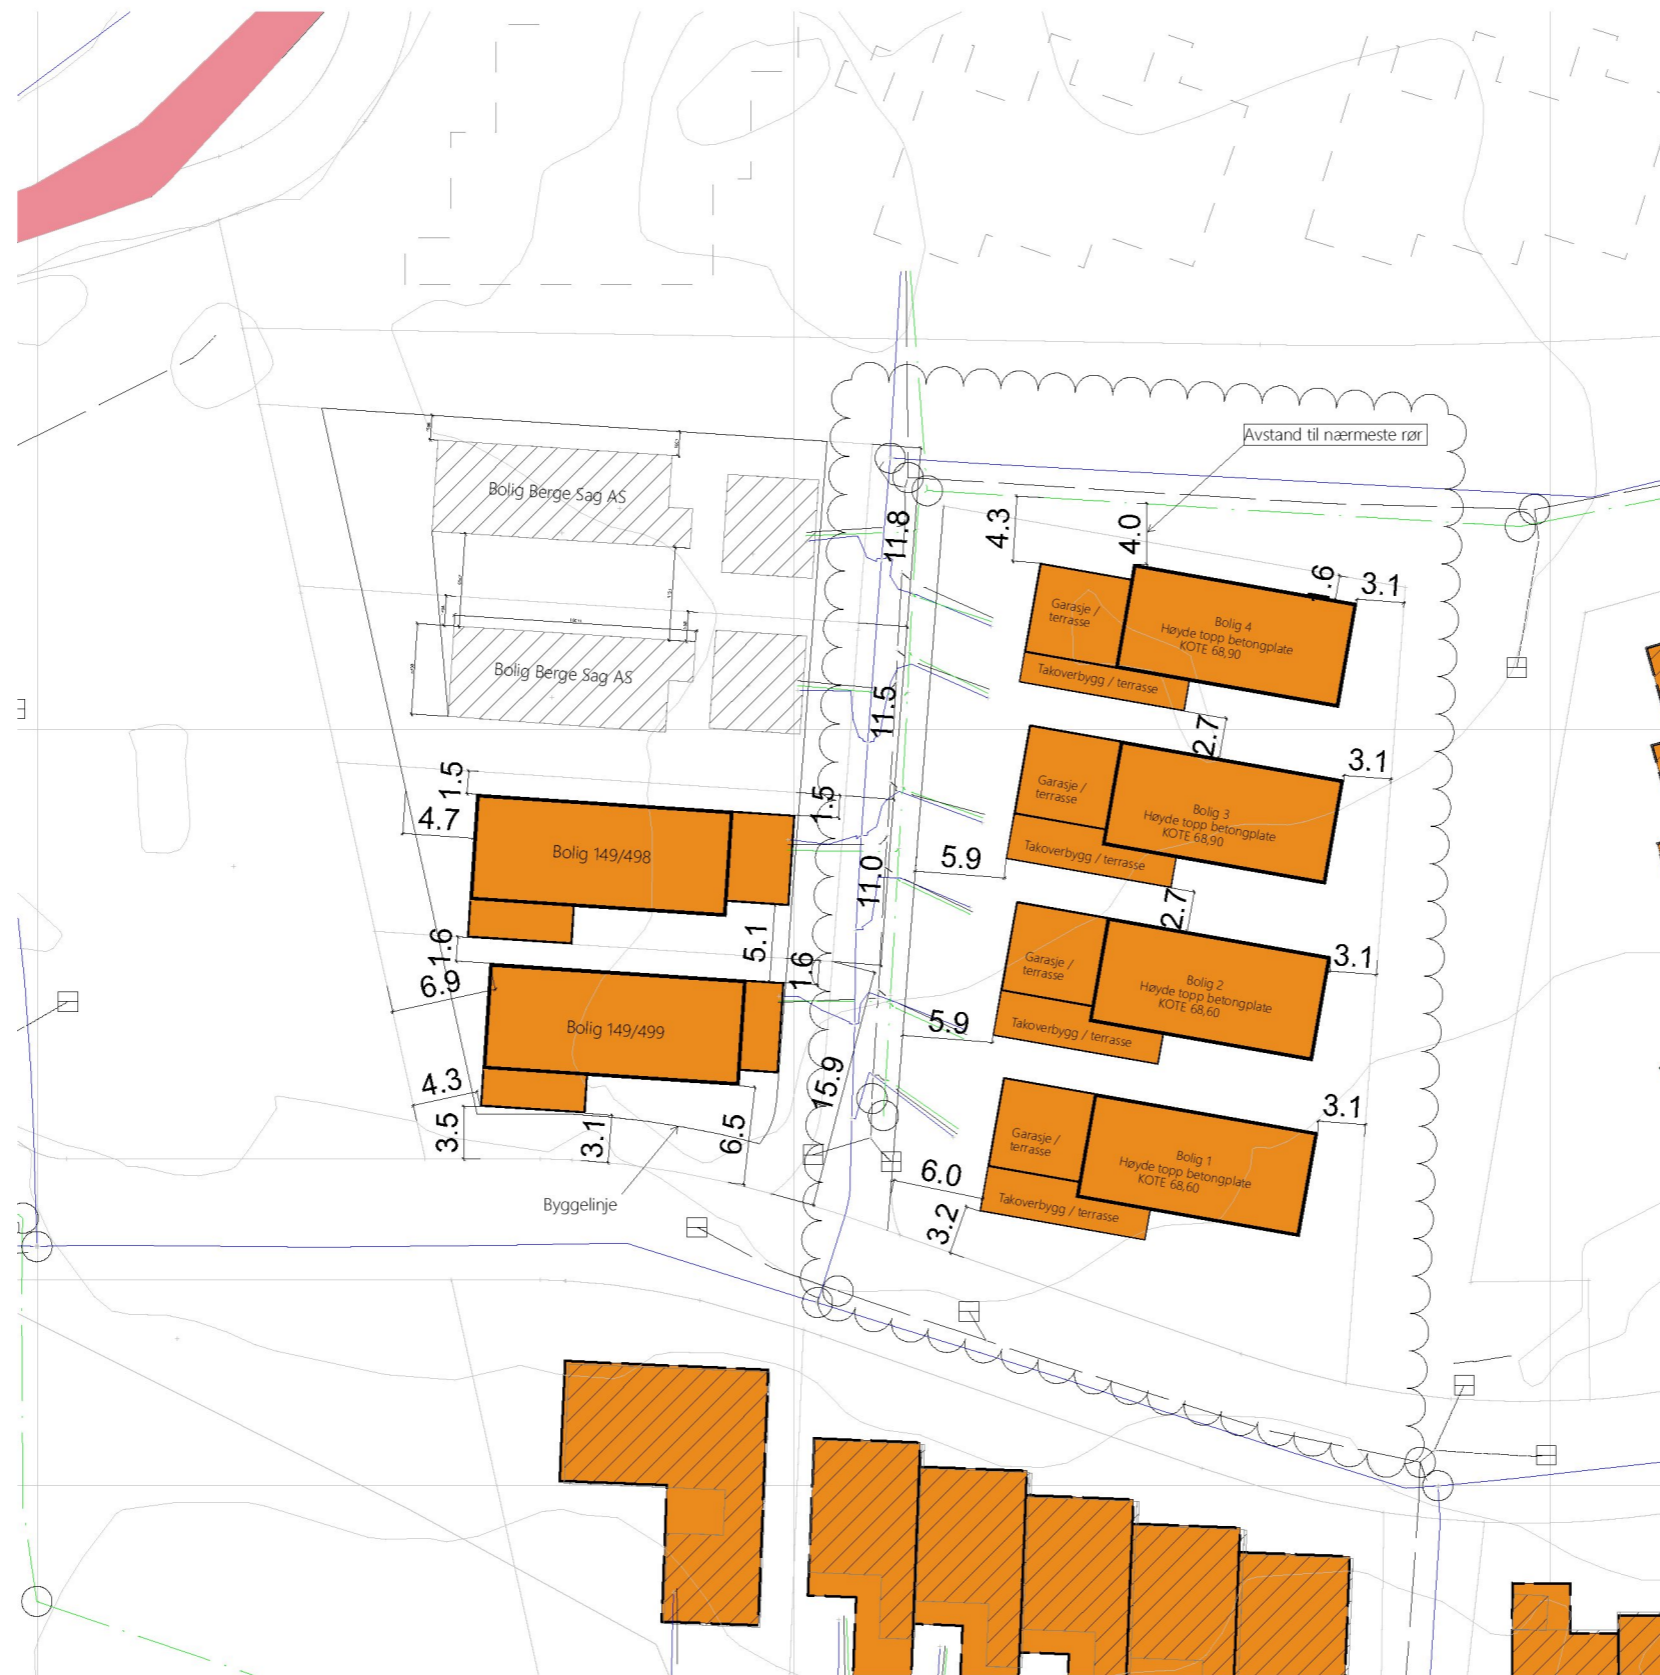 Avstand til nærmeste rør
Bolig Berge Sag AS
11.8
4.3
4.0
1.6
3.1
Garasje /
terrasse
Bolig 4
Høyde topp betongplate
KOTE 68,90
Takoverbygg / terrasse
Bolig Berge Sag AS
11.5
2.7
3.1
1.5
4.7
1.5
Garasje /
terrasse
Bolig 3
Høyde topp betongplate
KOTE 68,90
Takoverbygg / terrasse
Bolig 149/498
11.0
5.9
2.7
1.6
5.1
1.6
3.1
6.9
Garasje /
terrasse
Bolig 2
Høyde topp betongplate
KOTE 68,60
Takoverbygg / terrasse
Bolig 149/499
5.9
15.9
4.3
3.5
3.1
6.5
3.1
Garasje /
terrasse
Bolig 1
Høyde topp betongplate
KOTE 68,60
Takoverbygg / terrasse
6.0
3.2
Byggelinje